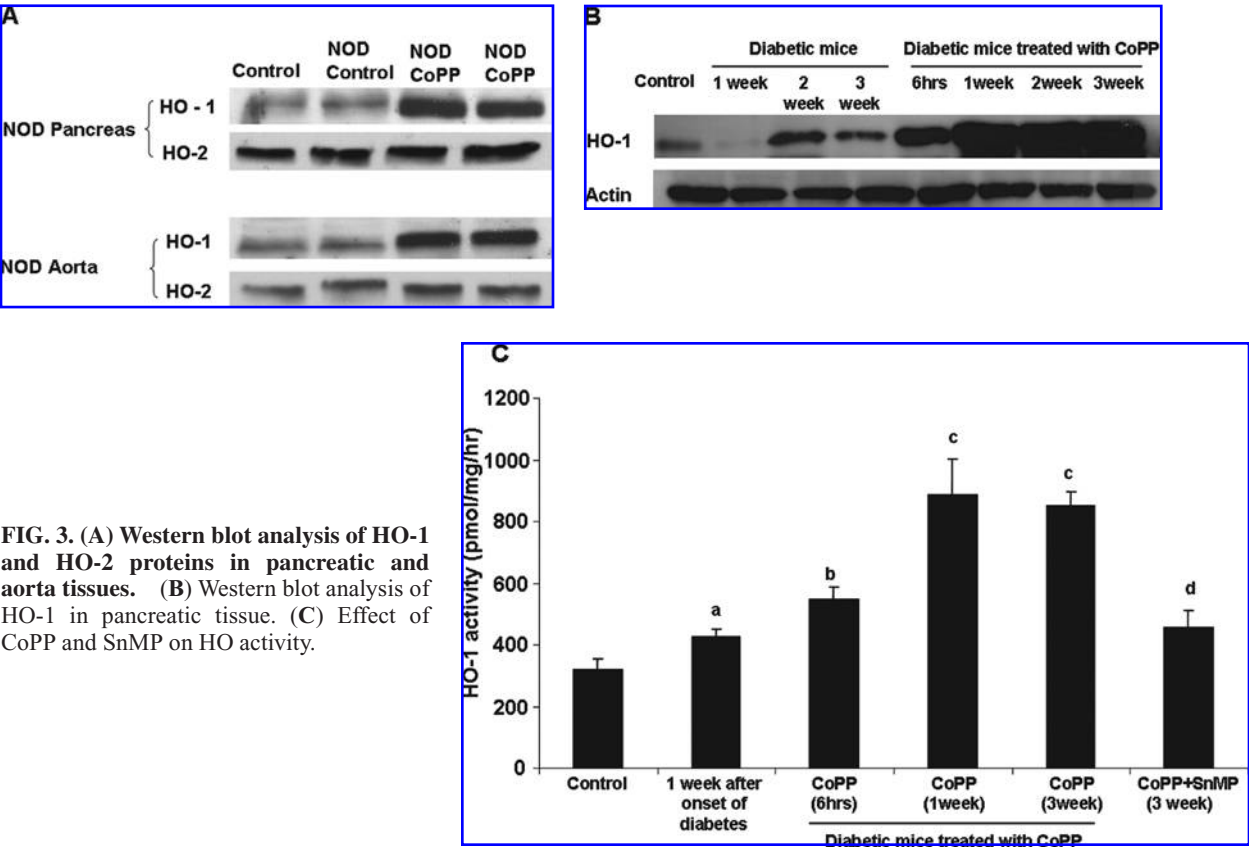 A
Control
NOD
Control
NOD
CoPP
NOD
CoPP
NOD Pancreas
HO - 1
HO-2
NOD Aorta
HO-1
HO-2
B
Diabetic mice
Diabetic mice treated with CoPP
Control
1 week
2
week
3
week
6hrs
1week
2week
3week
HO-1
Actin
C
HO-1 activity (pmol/mg/hr)
1200
1000
800
600
400
200
0
a
b
c
c
d
Control
1 week after
onset of
diabetes
CoPP
(6hrs)
CoPP
(1week)
CoPP
(3week)
CoPP+SnMP
(3 week)
Diabetic mice treated with CoPP
FIG. 3. (A) Western blot analysis of HO-1
and HO-2 proteins in pancreatic and
aorta tissues. (B) Western blot analysis of
HO-1 in pancreatic tissue. (C) Effect of
CoPP and SnMP on HO activity.